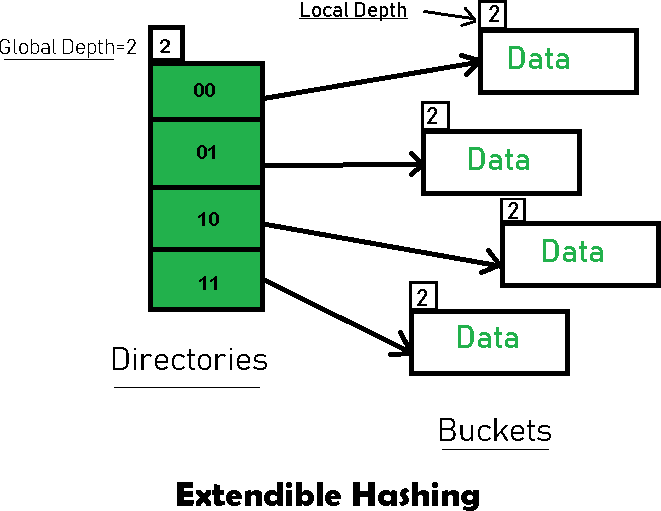 Local Depth
2
Global Depth=2
2
Data
00
2
01
Data
2
10
Data
11
2
Data
Directories
Buckets
Extendible Hashing